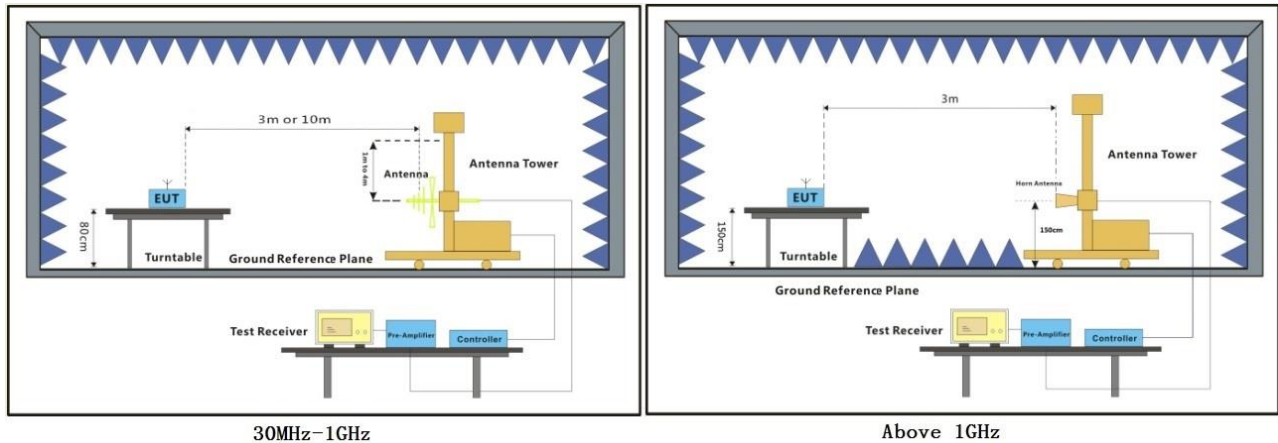 3m or 10m
1m to 4m
Antenna Tower
Antenna
EUT
80cm
Turntable
Ground Reference Plane
Test Receiver
Pre-Amplifier
Controller
30MHz-1GHz
3m
Antenna Tower
Horn Antenna
EUT
150cm
150cm
Turntable
Ground Reference Plane
Test Receiver
Pre-Amplifier
Controller
Above 1GHz